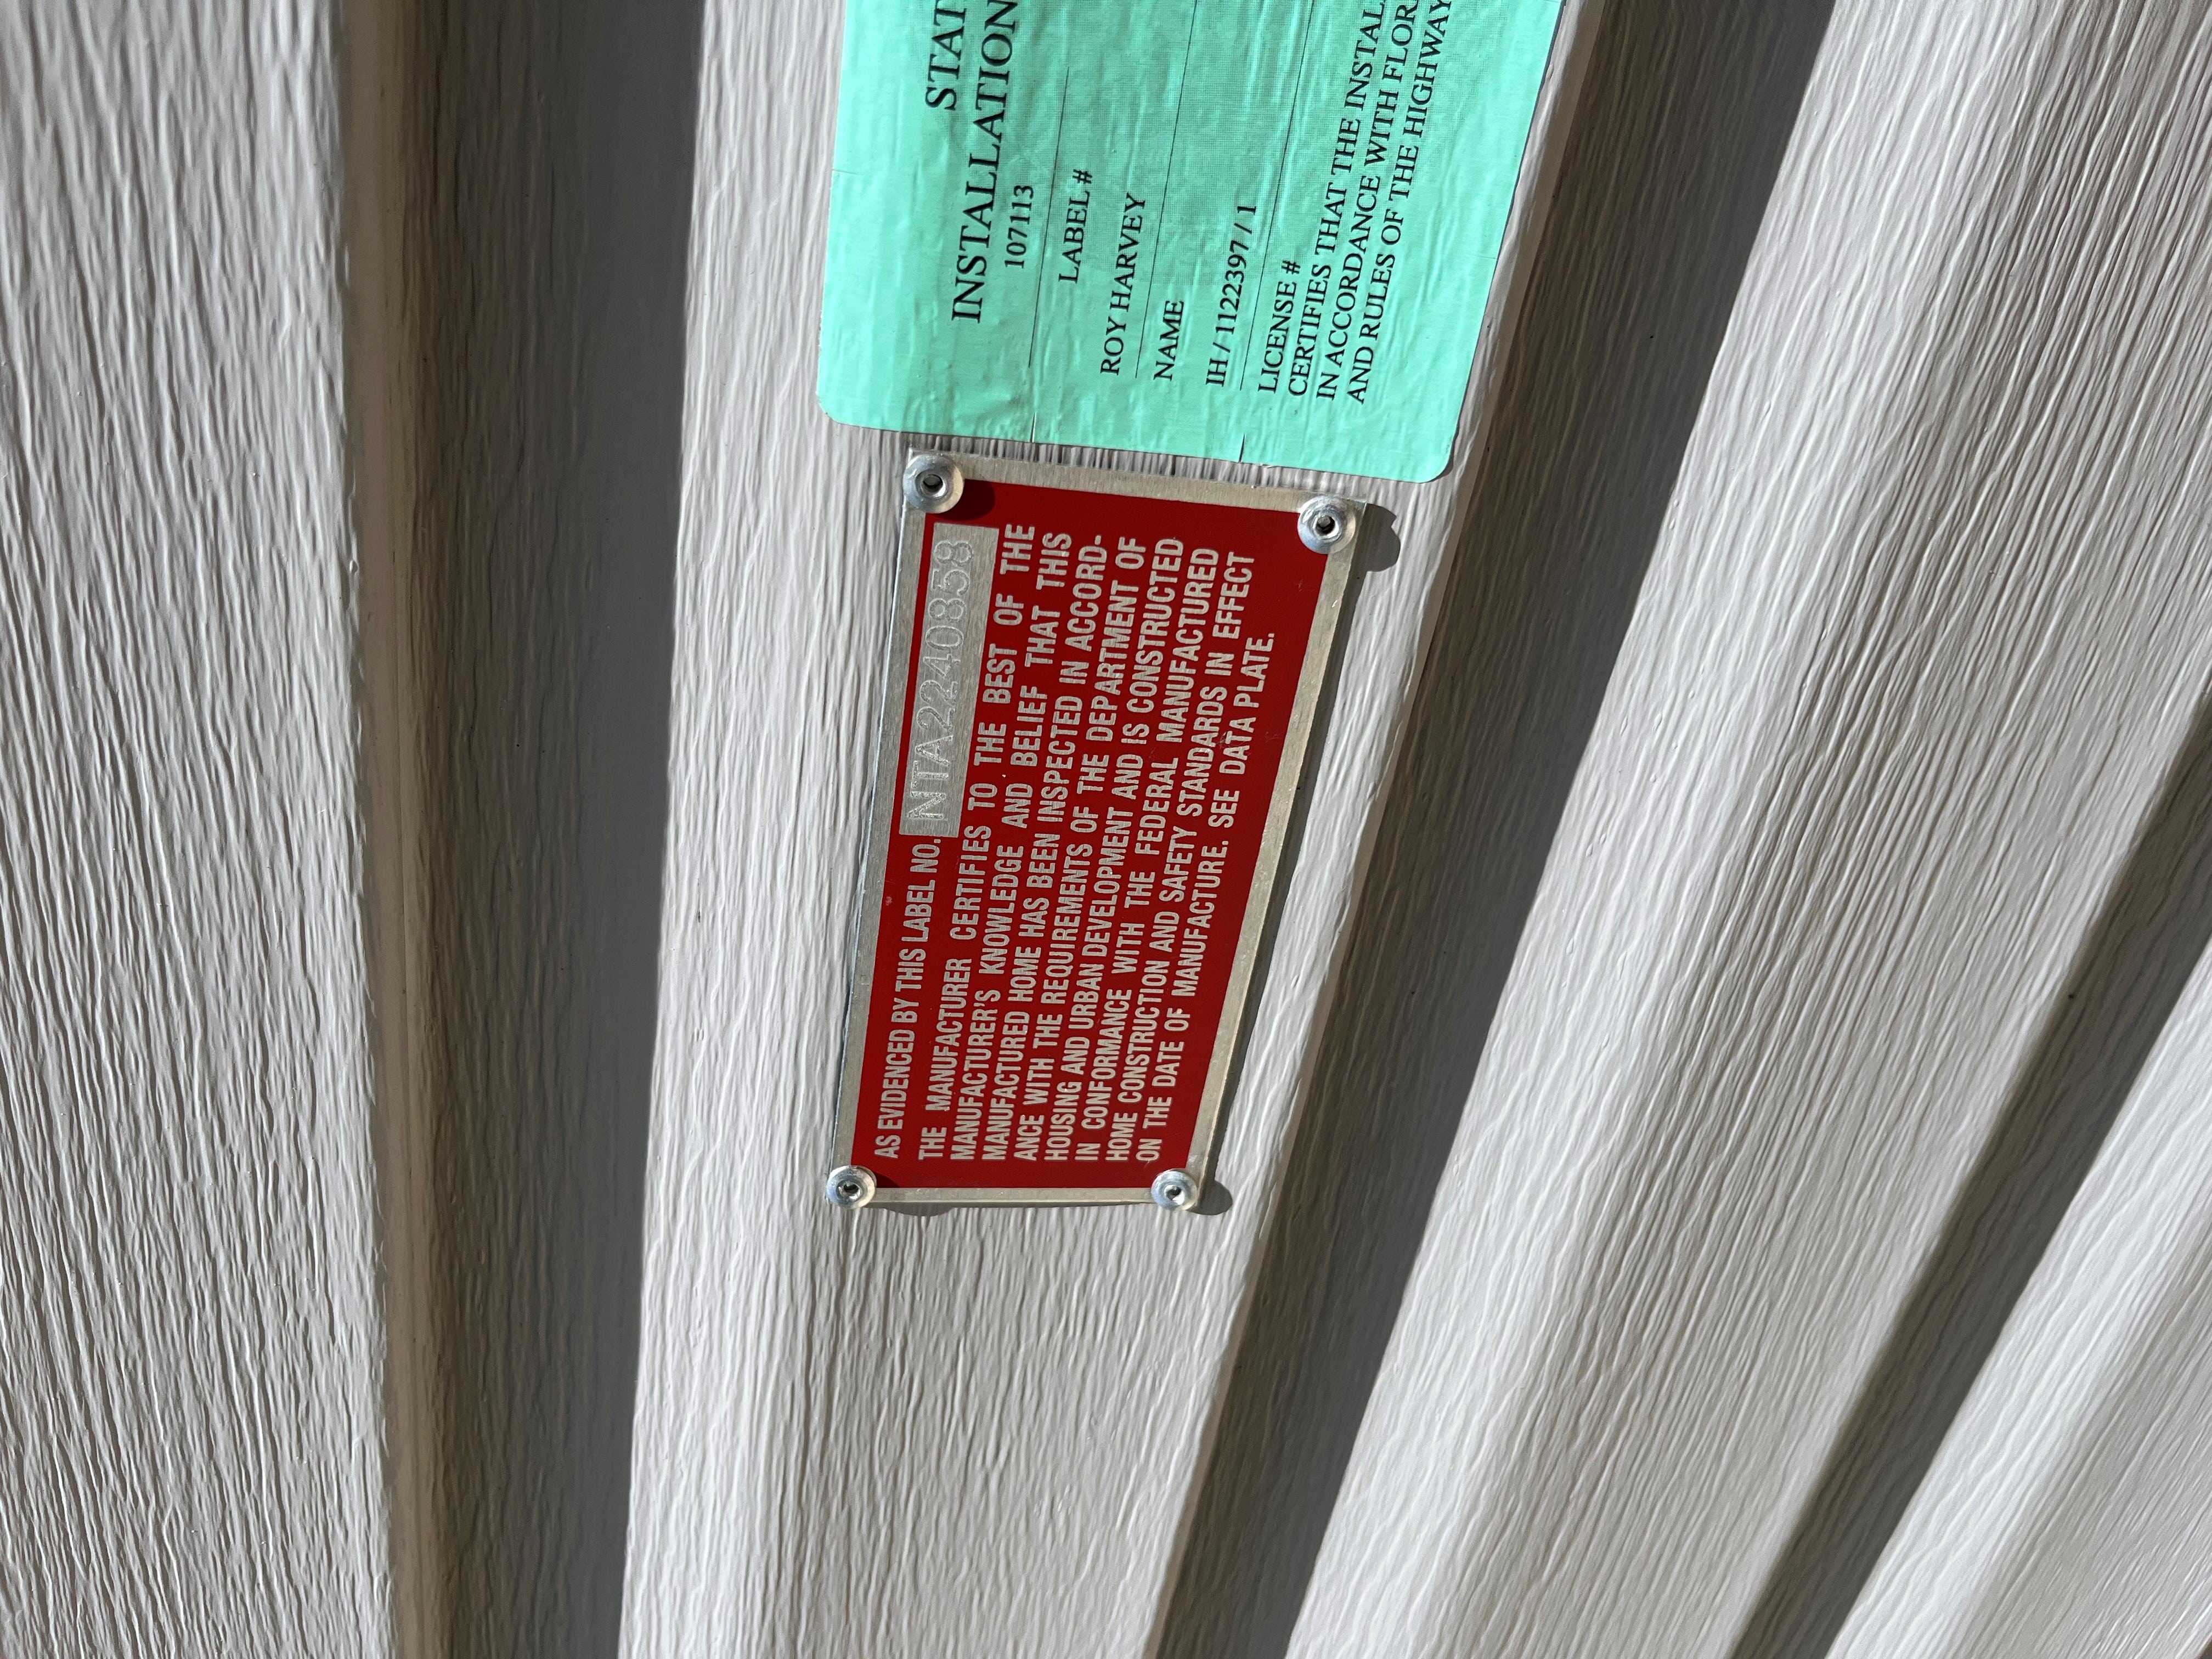 STAT
INSTALLATION
107113
LABEL #
ROY HARVEY
NAME
IH / 1122397 / 1
LICENSE #
CERTIFIES THAT THE INSTAL
IN ACCORDANCE WITH FLOR
AND RULES OF THE HIGHWAY
AS EVIDENCED BY THIS LABEL NO. NTA2240858
THE MANUFACTURER CERTIFIES TO THE BEST OF THE
MANUFACTURER'S KNOWLEDGE AND BELIEF THAT THIS
MANUFACTURED HOME HAS BEEN INSPECTED IN ACCORD-
ANCE WITH THE REQUIREMENTS OF THE DEPARTMENT OF
HOUSING AND URBAN DEVELOPMENT AND IS CONSTRUCTED
IN CONFORMANCE WITH THE FEDERAL MANUFACTURED
HOME CONSTRUCTION AND SAFETY STANDARDS IN EFFECT
ON THE DATE OF MANUFACTURE. SEE DATA PLATE.